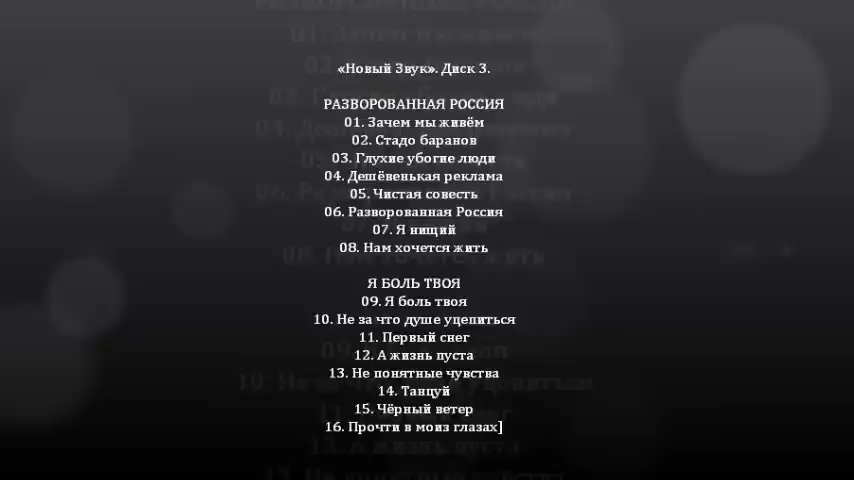 «Новый Звук». Диск 3.
РАЗВОРОВАННАЯ РОССИЯ
01. Зачем мы живём
02. Стадо баранов
03. Глухие убогие люди
04. Дешёвенькая реклама
05. Чистая совесть
06. Разворованная Россия
07. Я нищий
08. Нам хочется жить
Я БОЛЬ ТВОЯ
09. Я боль твоя
10. Не за что душе уцепиться
11. Первый снег
12. А жизнь пуста
13. Не понятные чувства
14. Танцуй
15. Чёрный ветер
16. Прочти в моиз глазах]